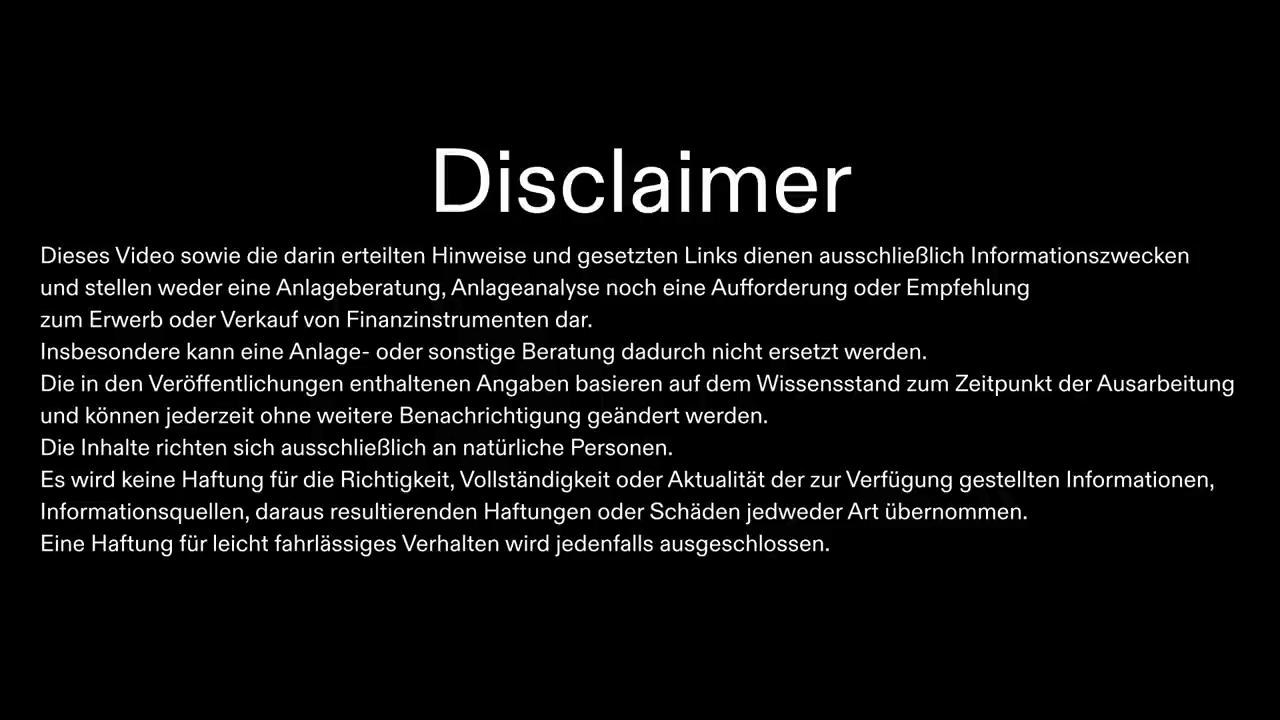 Disclaimer
Dieses Video sowie die darin erteilten Hinweise und gesetzten Links dienen ausschließlich Informationszwecken
und stellen weder eine Anlageberatung, Anlageanalyse noch eine Aufforderung oder Empfehlung
zum Erwerb oder Verkauf von Finanzinstrumenten dar.
Insbesondere kann eine Anlage- oder sonstige Beratung dadurch nicht ersetzt werden.
Die in den Veröffentlichungen enthaltenen Angaben basieren auf dem Wissensstand zum Zeitpunkt der Ausarbeitung
und können jederzeit ohne weitere Benachrichtigung geändert werden.
Die Inhalte richten sich ausschließlich an natürliche Personen.
Es wird keine Haftung für die Richtigkeit, Vollständigkeit oder Aktualität der zur Verfügung gestellten Informationen,
Informationsquellen, daraus resultierenden Haftungen oder Schäden jedweder Art übernommen.
Eine Haftung für leicht fahrlässiges Verhalten wird jedenfalls ausgeschlossen.